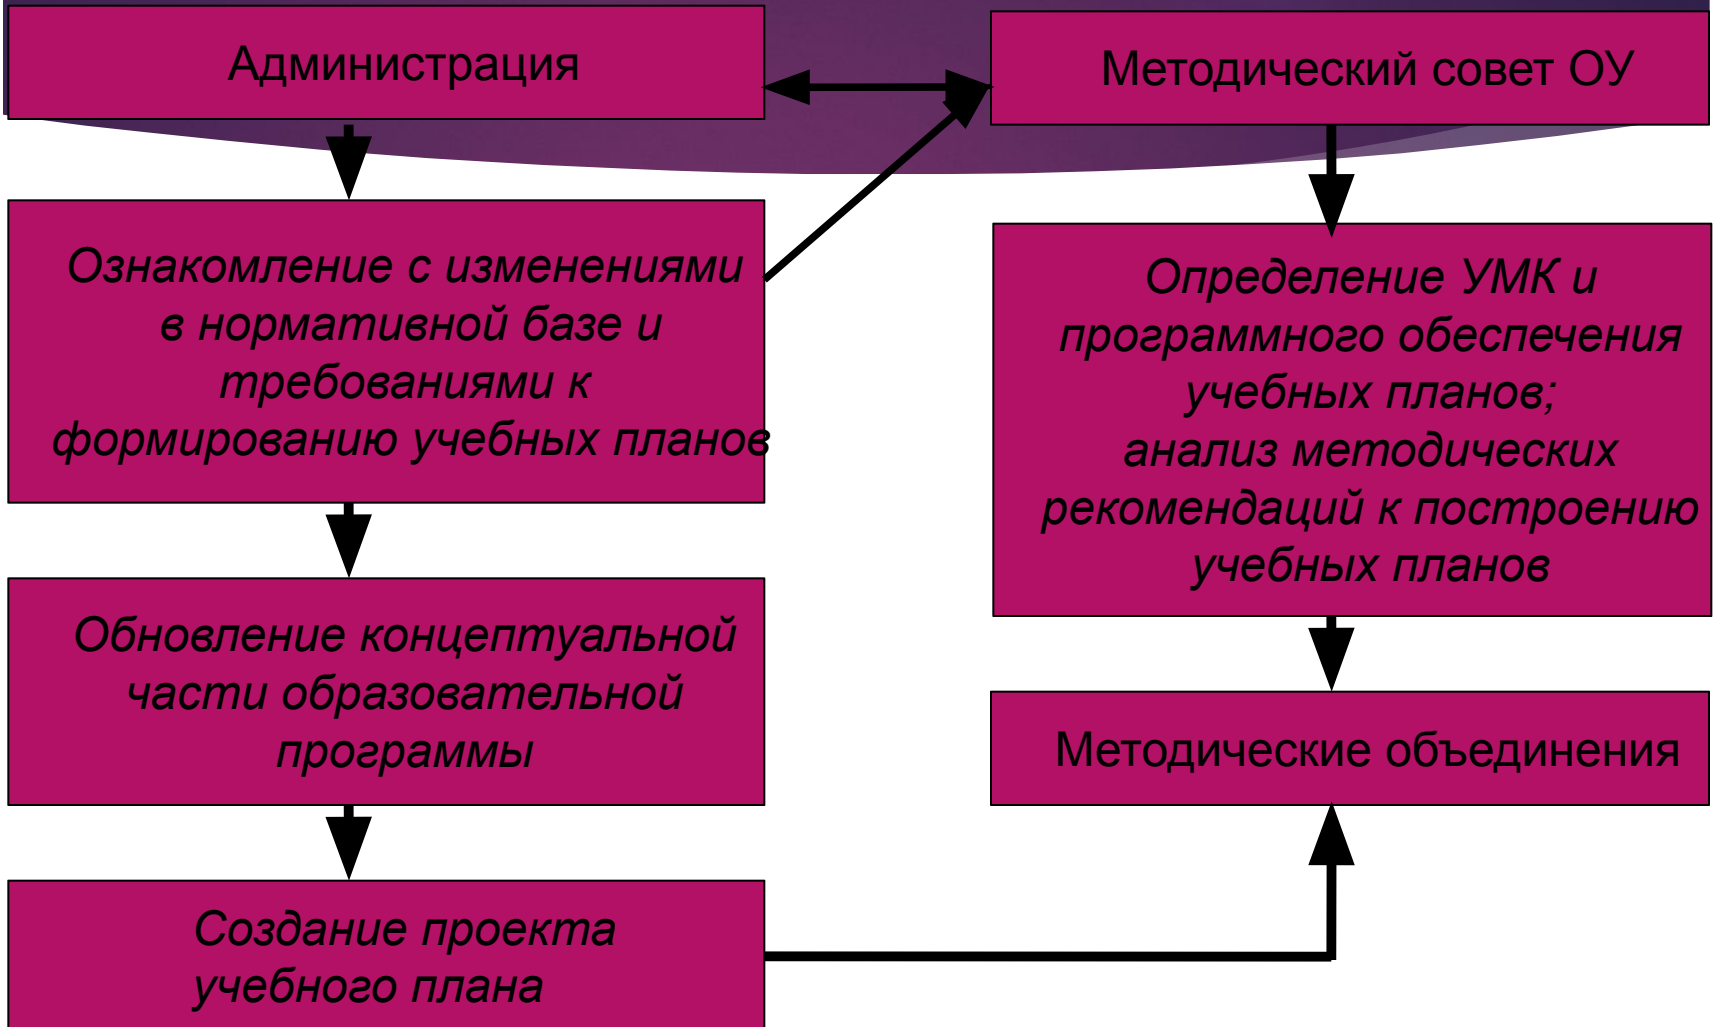 Администрация
Ознакомление с изменениями
в нормативной базе и
требованиями к
формированию учебных планов
Обновление концептуальной
части образовательной
программы
Создание проекта
учебного плана
Методический совет ОУ
Определение УМК и
программного обеспечения
учебных планов;
анализ методических
рекомендаций к построению
учебных планов
Методические объединения